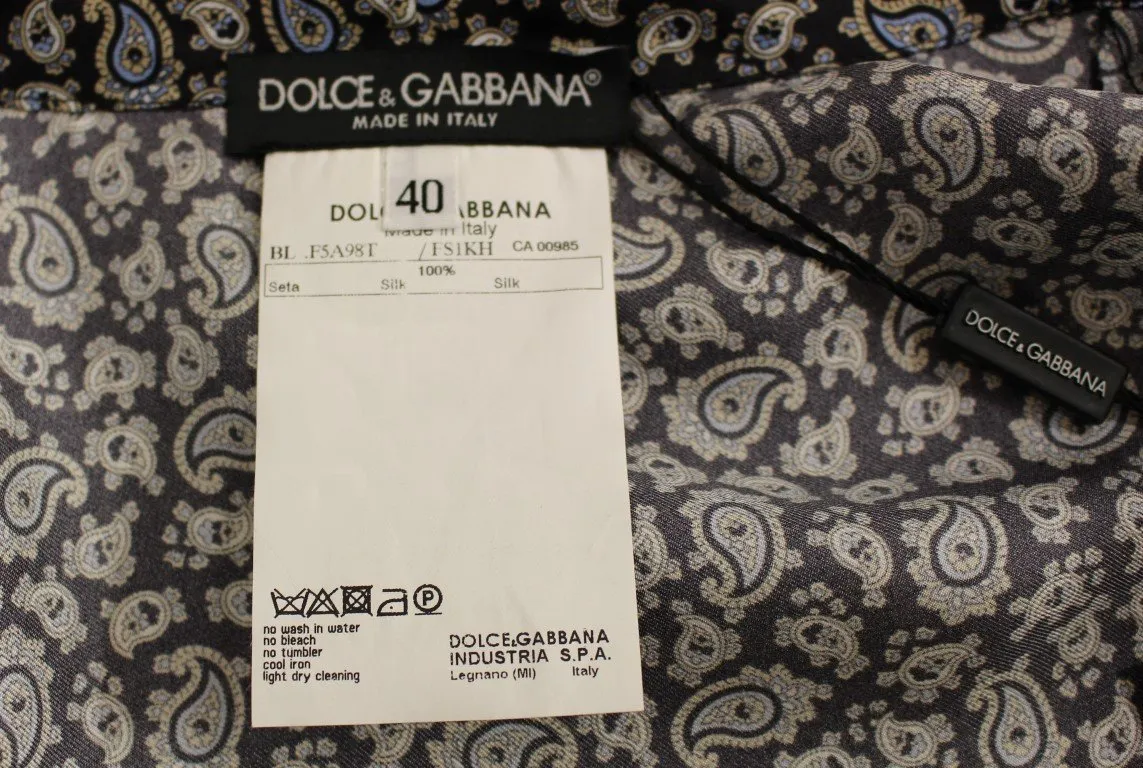 DOLCE & GABBANA®
MADE IN ITALY
40
DOL ABBANA
Made in Italy
BL .F5A98T /FS1KH CA 00985
100%
Seta Silk Silk
no wash in water
no bleach
no tumbler
cool iron
light dry cleaning
P
DOLCE&GABBANA
INDUSTRIA S.P.A.
Legnano (MI) Italy
DOLCE & GABBANA